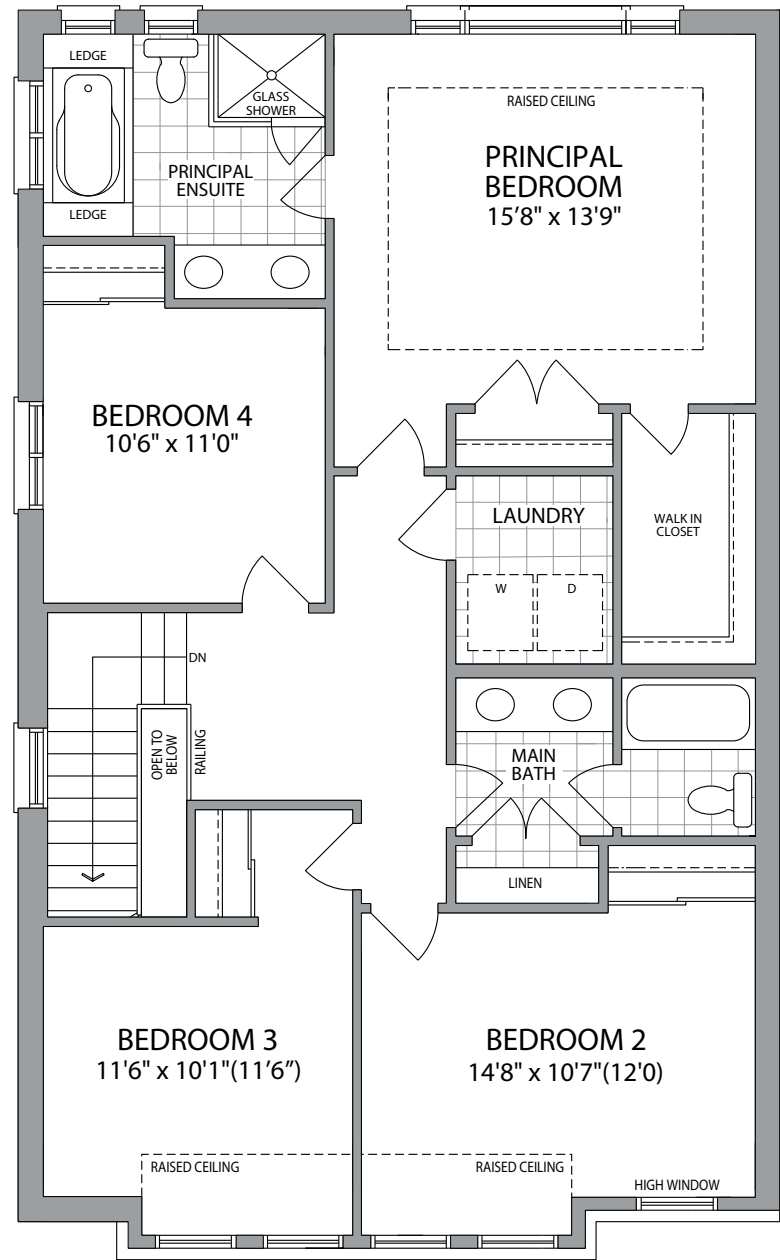 LEDGE
GLASS
SHOWER
RAISED CEILING
PRINCIPAL
ENSUITE
PRINCIPAL
BEDROOM
15’8" x 13'9"
LEDGE
BEDROOM 4
10'6" x 11'0"
LAUNDRY
WALK IN
CLOSET
W
D
DN
OPEN TO
BELOW
RAILING
MAIN
BATH
LINEN
BEDROOM 3
11'6" x 10'1"(11’6”)
BEDROOM 2
14'8" x 10'7"(12'0)
RAISED CEILING
RAISED CEILING
HIGH WINDOW